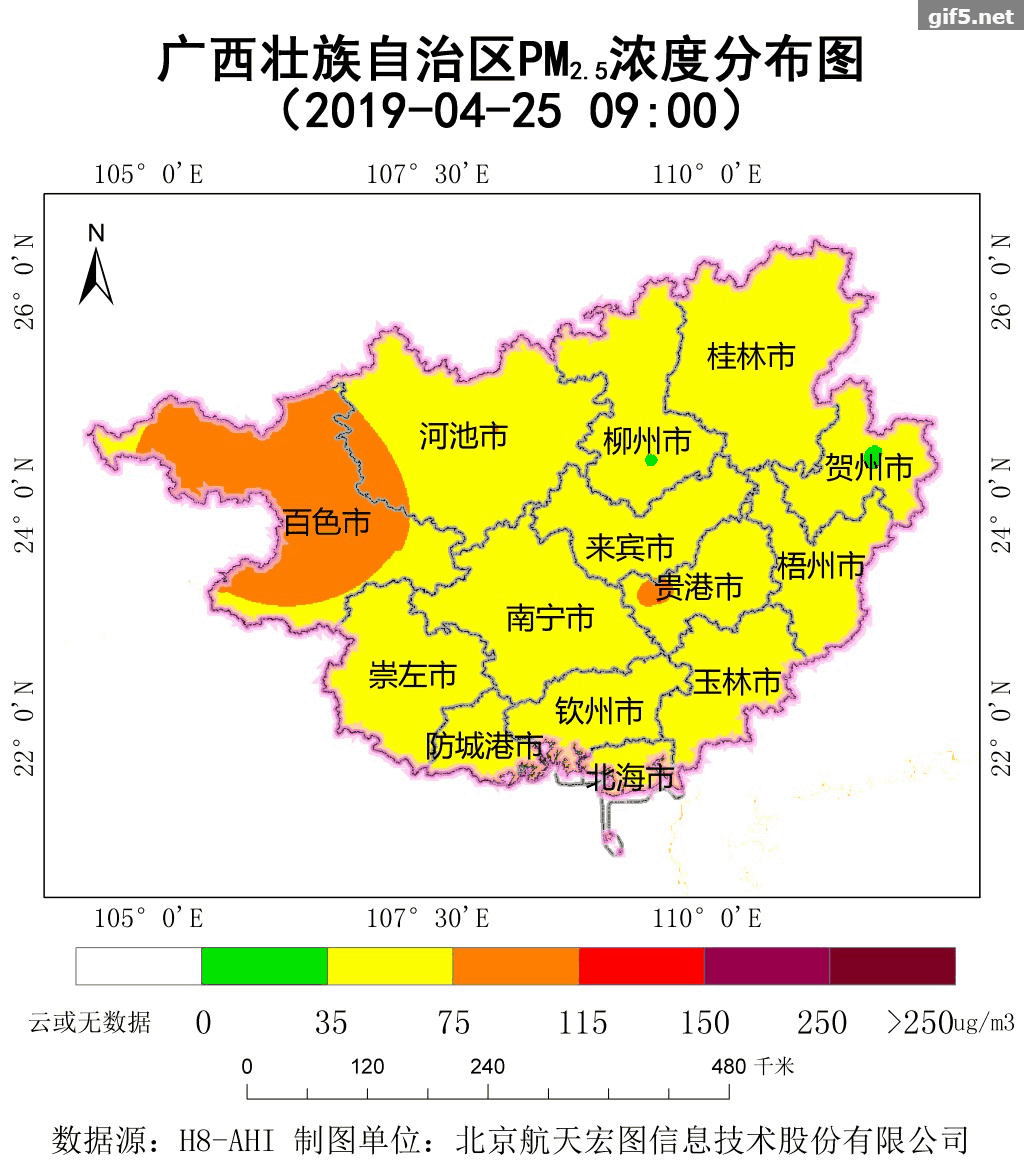 gif5.net
广西壮族自治区PM2.5浓度分布图
（2019-04-25 09:00）
105° 0'E 107° 30'E 110° 0'E
N
26° 0'N
26° 0'N
桂林市
河池市
柳州市
贺州市
24° 0'N
24° 0'N
百色市
来宾市
梧州市
贵港市
南宁市
崇左市
玉林市
钦州市
22° 0'N
22° 0'N
防城港市
北海市
105° 0'E 107° 30'E 110° 0'E
云或无数据 0 35 75 115 150 250 >250ug/m3
0 120 240 480 千米
数据源：H8-AHI 制图单位：北京航天宏图信息技术股份有限公司